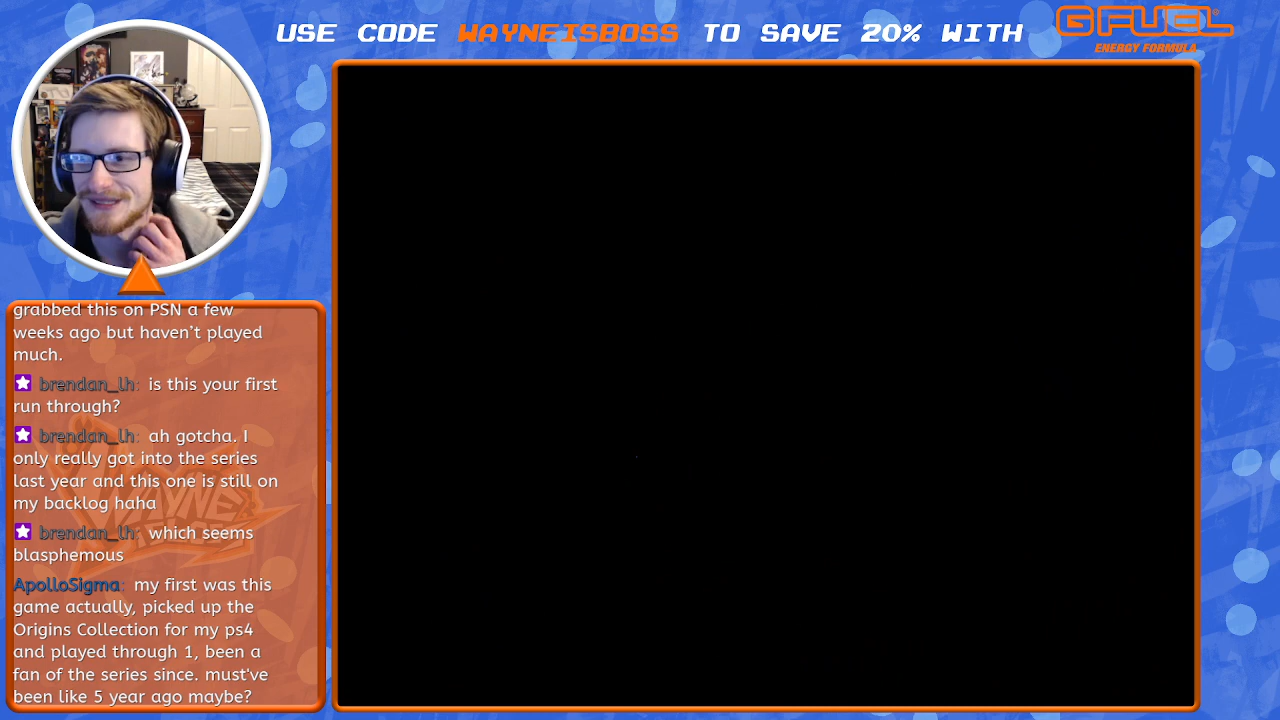 USE CODE WAYNEISBOSS TO SAVE 20% WITH
G FUEL®
ENERGY FORMULA
grabbed this on PSN a few
weeks ago but haven't played
much.
brendan_lh: is this your first
run through?
brendan_lh: ah gotcha. I
only really got into the series
last year and this one is still on
my backlog haha
brendan_lh: which seems
blasphemous
ApolloSigma: my first was this
game actually, picked up the
Origins Collection for my ps4
and played through 1, been a
fan of the series since. must've
been like 5 year ago maybe?
WAYNE